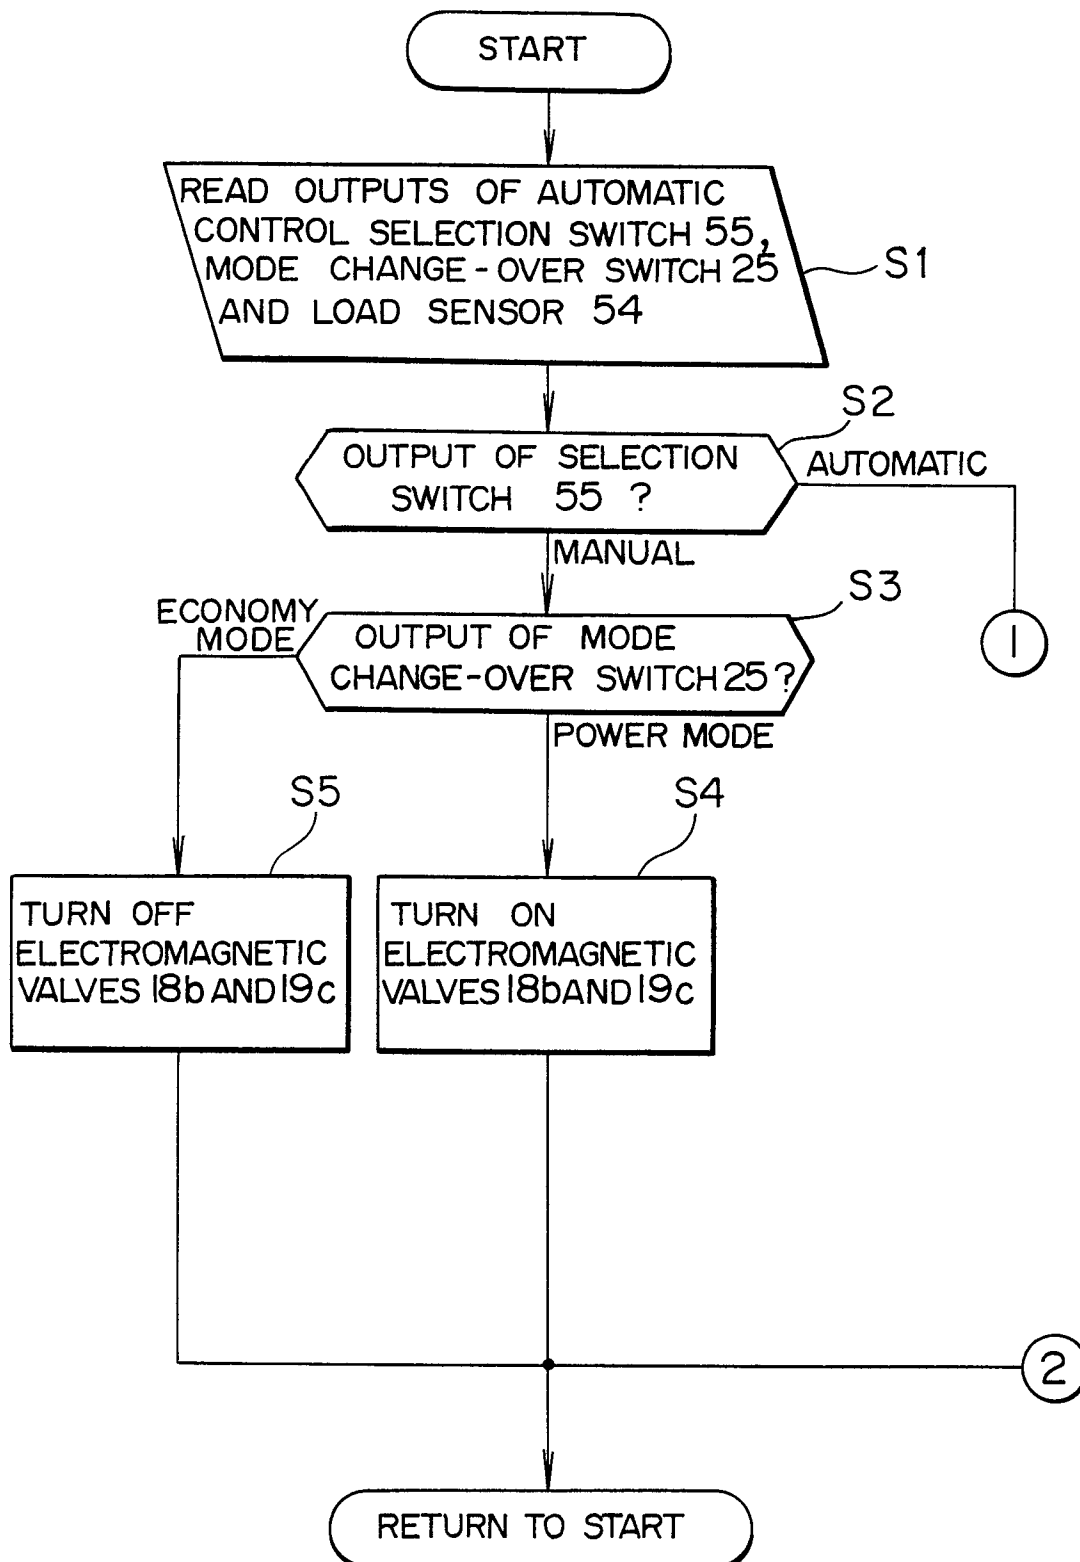 START
READ OUTPUTS OF AUTOMATIC
CONTROL SELECTION SWITCH 55,
MODE CHANGE-OVER SWITCH 25
AND LOAD SENSOR 54
S1
S2
OUTPUT OF SELECTION
SWITCH 55 ?
AUTOMATIC
MANUAL
1
S3
ECONOMY
MODE
OUTPUT OF MODE
CHANGE-OVER SWITCH 25 ?
POWER MODE
S5
S4
TURN OFF
ELECTROMAGNETIC
VALVES 18b AND 19c
TURN ON
ELECTROMAGNETIC
VALVES 18b AND 19c
2
RETURN TO START